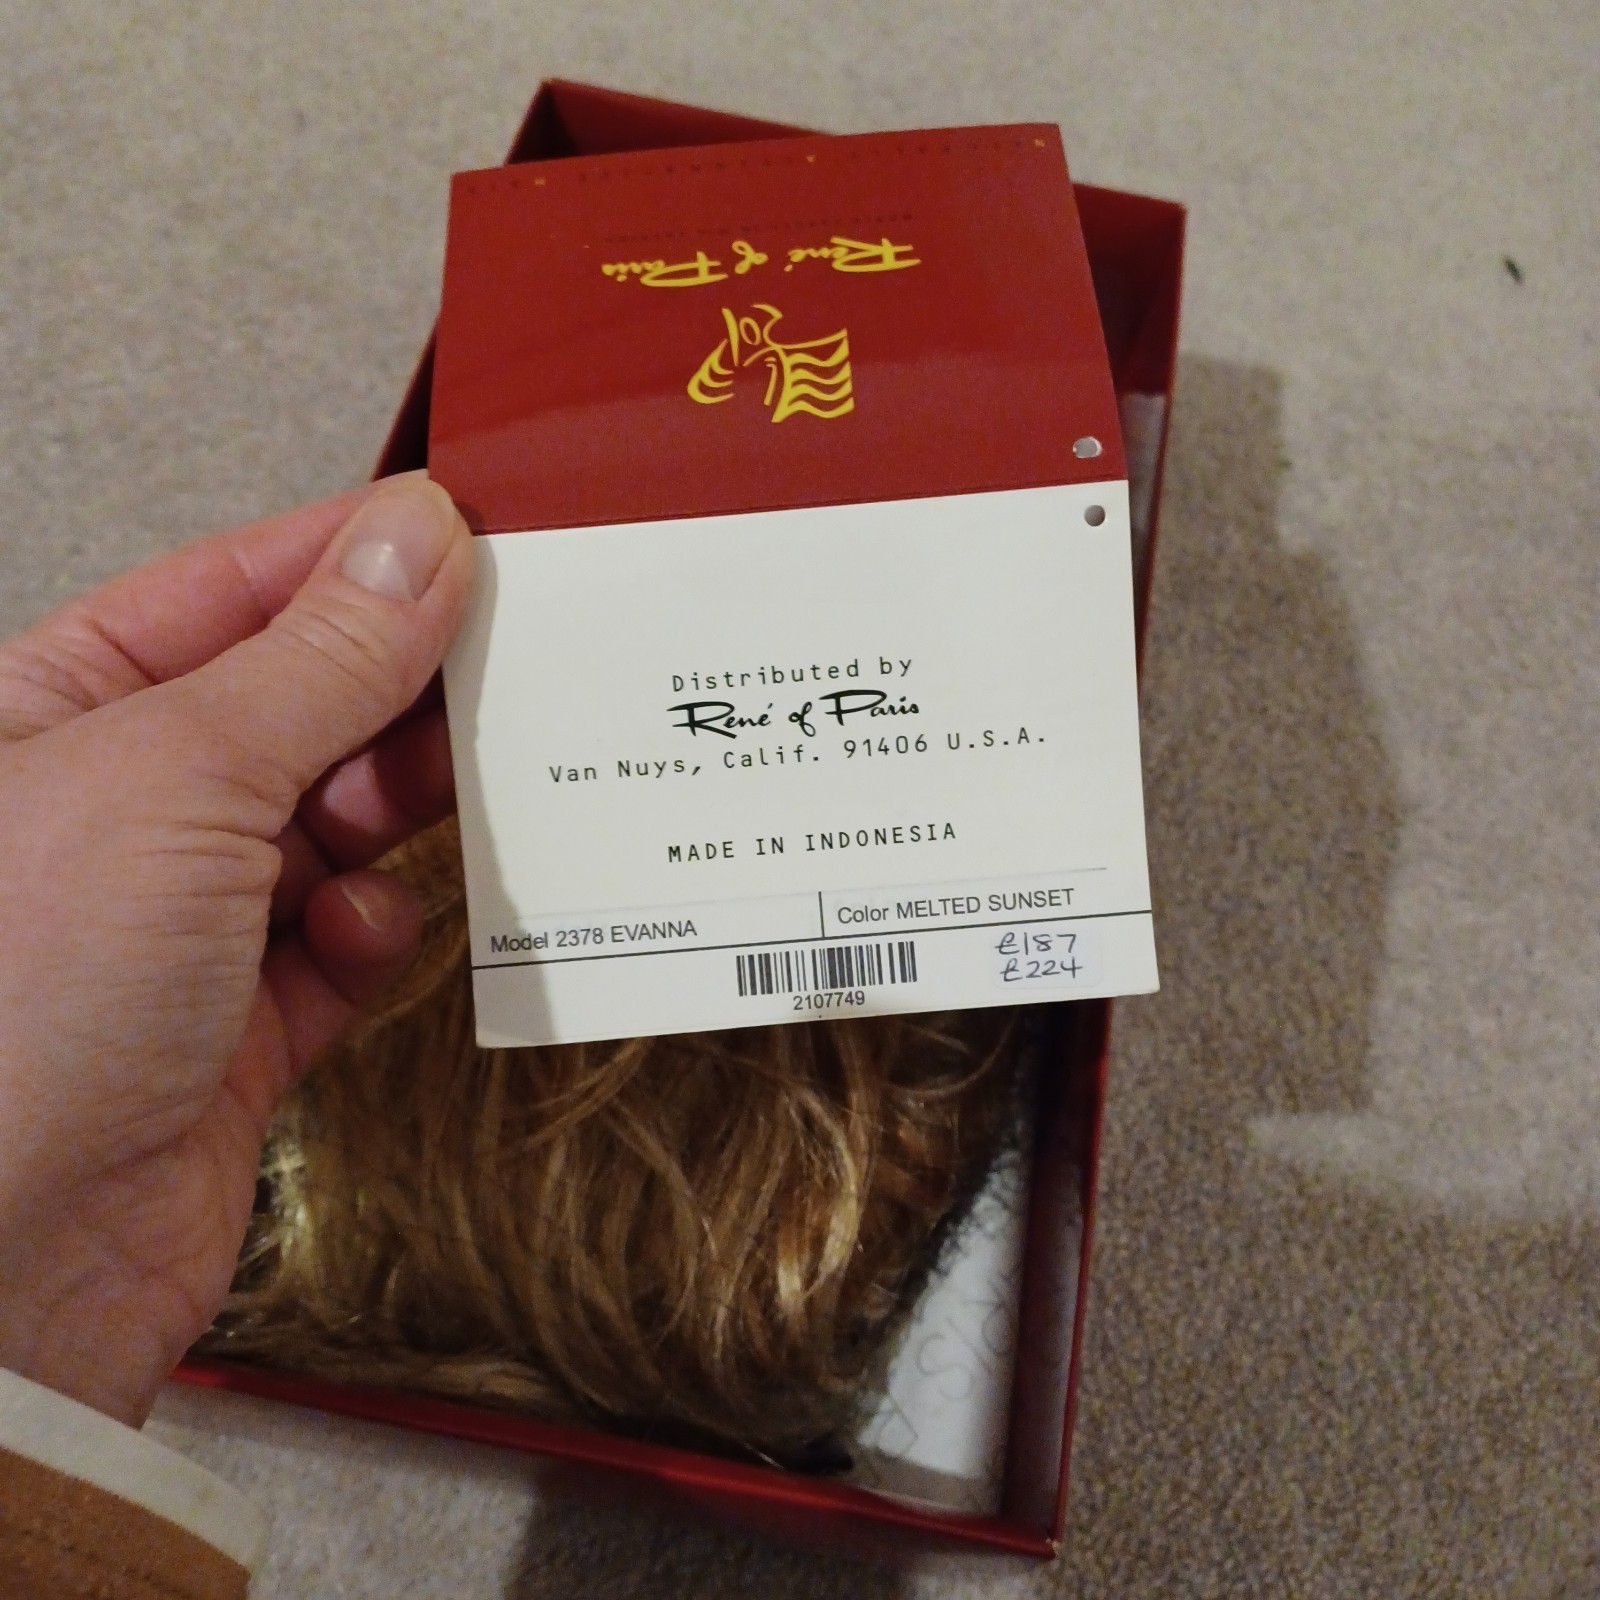 René of Paris
Distributed by
René of Paris
Van Nuys, Calif. 91406 U.S.A.
MADE IN INDONESIA
Model 2378 EVANNA
Color MELTED SUNSET
£187
£224
2107749